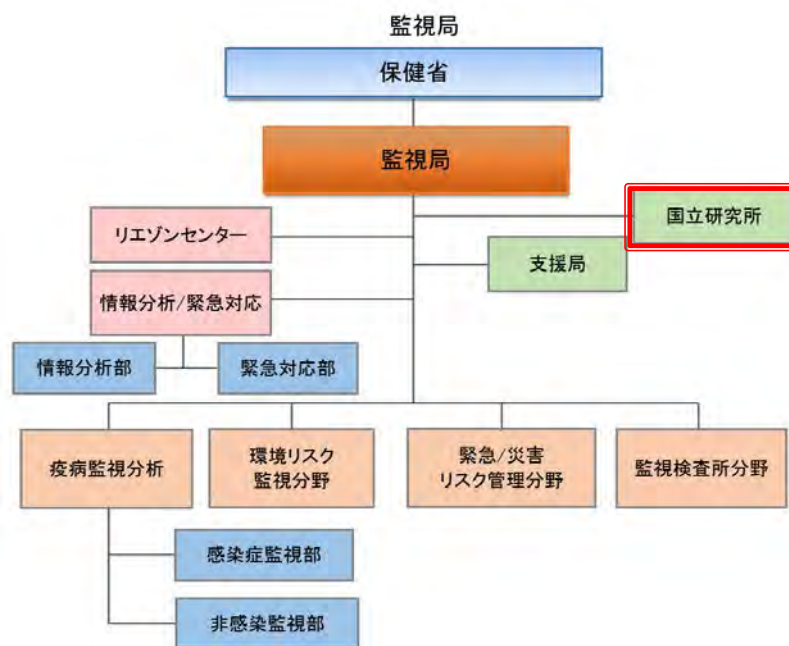 監視局
保健省
監視局
国立研究所
リエゾンセンター
支援局
情報分析/緊急対応
情報分析部
緊急対応部
疫病監視分析
環境リスク
監視分野
緊急/災害
リスク管理分野
監視検査所分野
感染症監視部
非感染監視部